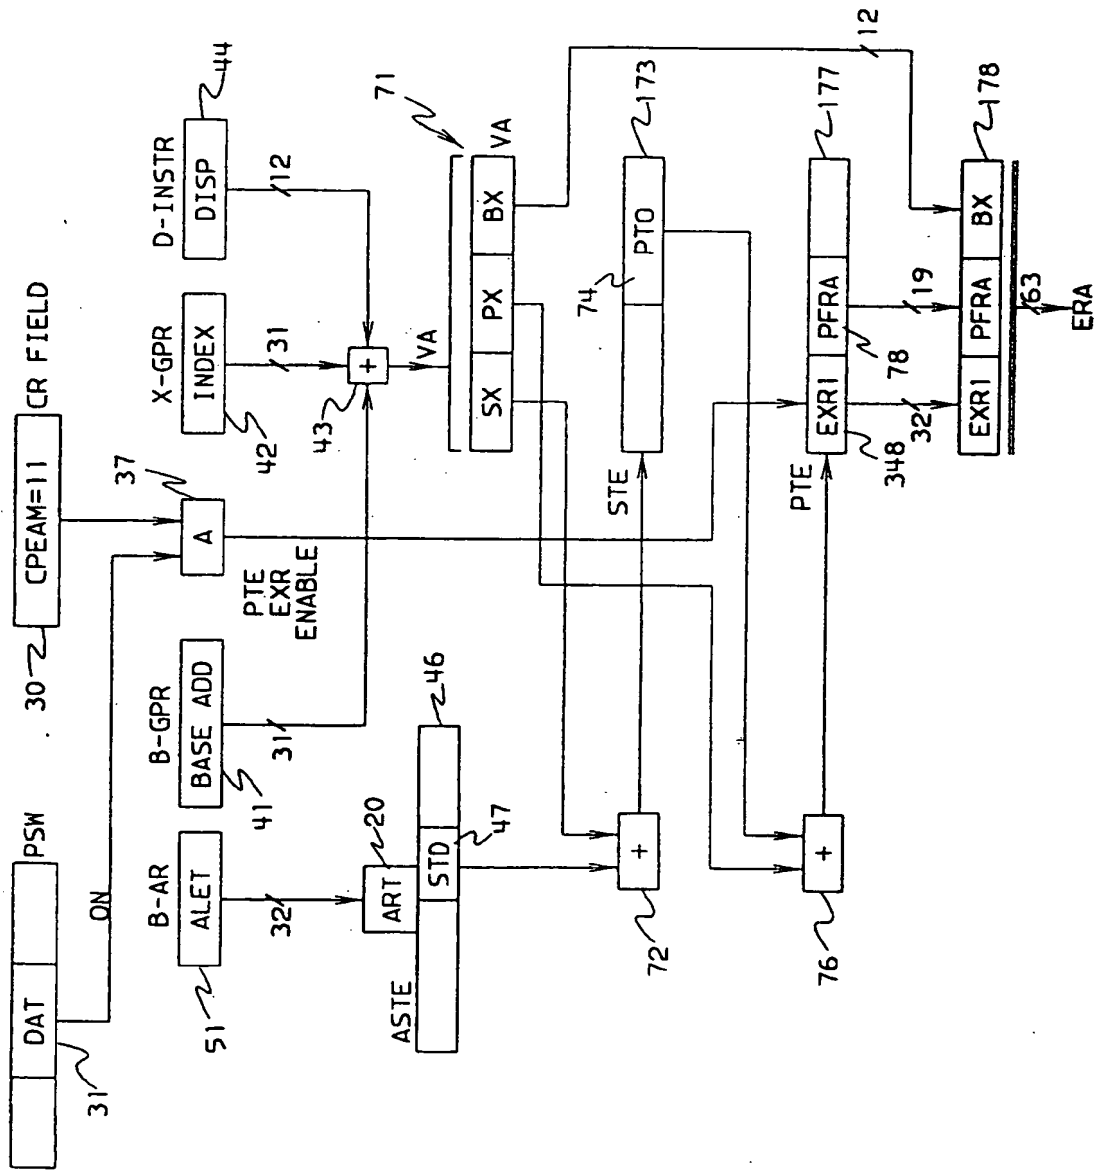 PSW
DAT
31
ON
30
CPEAM=11
CR FIELD
37
A
PTE
EXR
ENABLE
B-AR
ALET
51
32
B-GPR
BASE ADD
41
31
X-GPR
INDEX
42
31
D-INSTR
DISP
44
12
43
+
VA
71
VA
SX
PX
BX
12
ART
20
ASTE
STD
46
47
72
+
STE
74
PTO
173
76
+
PTE
EXR1
PFRA
177
348
78
32
19
EXR1
PFRA
BX
178
63
ERA